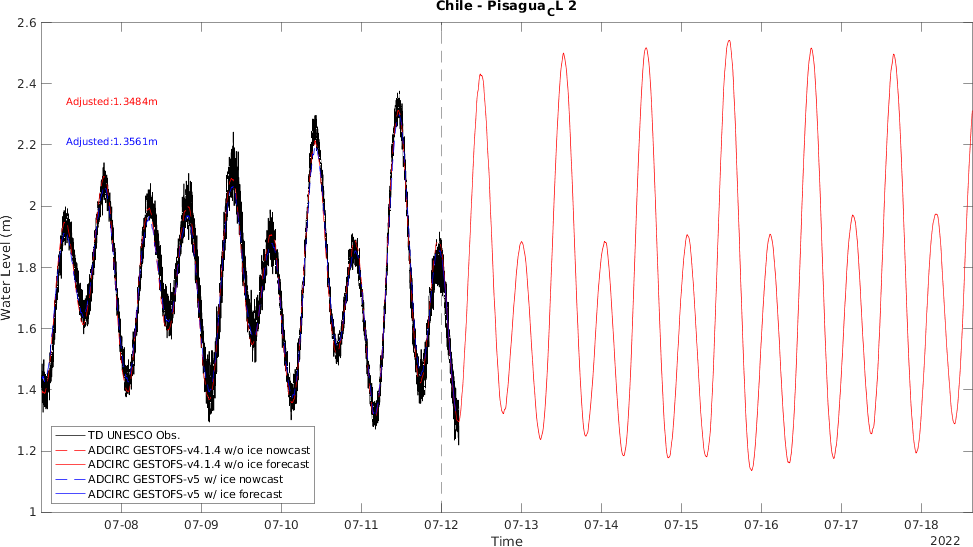 Chile - PisaguaCL 2
2.6
2.4
2.2
2
1.8
1.6
1.4
1.2
1
Water Level (m)
Adjusted:1.3484m
Adjusted:1.3561m
TD UNESCO Obs.
ADCIRC GESTOFS-v4.1.4 w/o ice nowcast
ADCIRC GESTOFS-v4.1.4 w/o ice forecast
ADCIRC GESTOFS-v5 w/ ice nowcast
ADCIRC GESTOFS-v5 w/ ice forecast
07-08 07-09 07-10 07-11 07-12 07-13 07-14 07-15 07-16 07-17 07-18
Time
2022